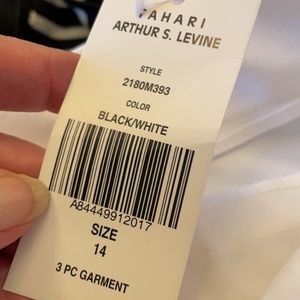 TAHARI
ARTHUR S. LEVINE
STYLE
2180M393
COLOR
BLACK/WHITE
A84449912017
SIZE
14
3 PC GARMENT